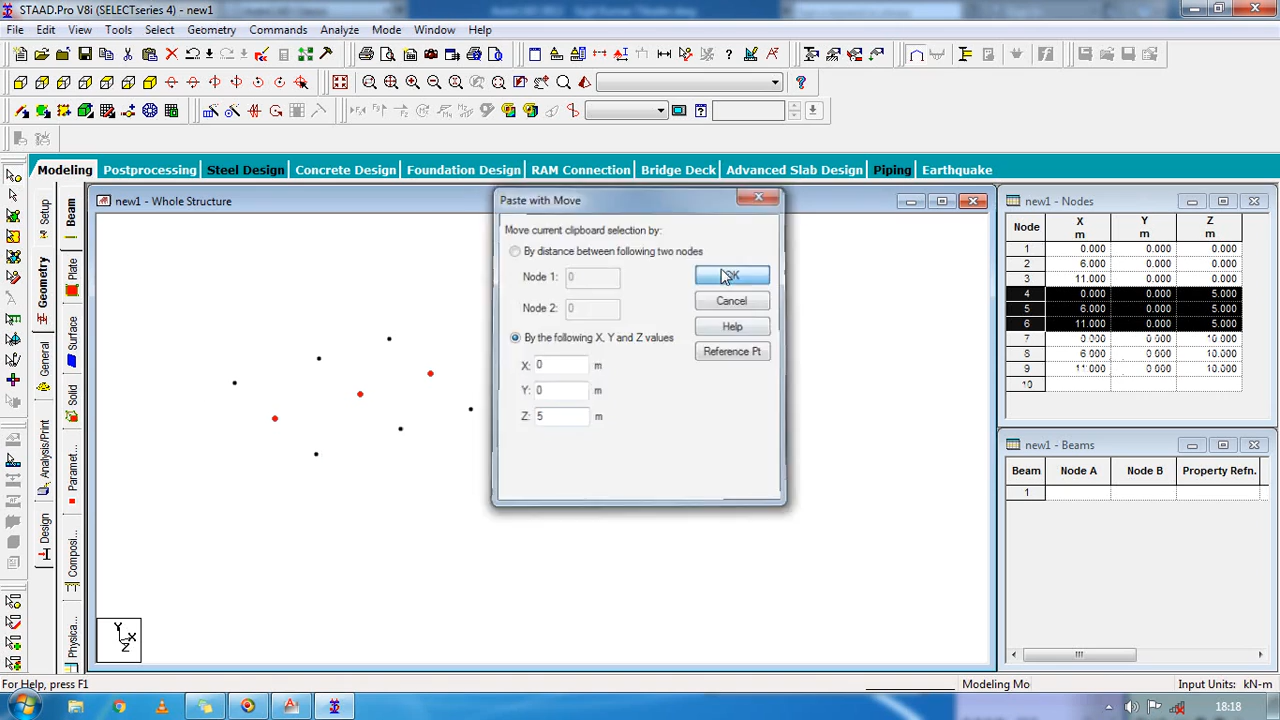 STAAD.Pro V8i (SELECTseries 4) - new1
File Edit View Tools Select Geometry Commands Analyze Mode Window Help
Modeling Postprocessing Steel Design Concrete Design Foundation Design RAM Connection Bridge Deck Advanced Slab Design Piping Earthquake
Setup
Geometry
General
Analysis/Print
Design
Beam
Plate
Surface
Solid
Paramet...
Composi...
Physica...
new1 - Whole Structure
Y
X
Z
Paste with Move
Move current clipboard selection by:
By distance between following two nodes
Node 1: 0
Node 2: 0
By the following X, Y and Z values
X: 0 m
Y: 0 m
Z: 5 m
OK
Cancel
Help
Reference Pt
new1 - Nodes
Node X m Y m Z m
1 0.000 0.000 0.000
2 6.000 0.000 0.000
3 11.000 0.000 0.000
4 0.000 0.000 5.000
5 6.000 0.000 5.000
6 11.000 0.000 5.000
7 0.000 0.000 10.000
8 6.000 0.000 10.000
9 11.000 0.000 10.000
10
new1 - Beams
Beam Node A Node B Property Refn.
1
For Help, press F1
Modeling Mo
Input Units: kN-m
18:18